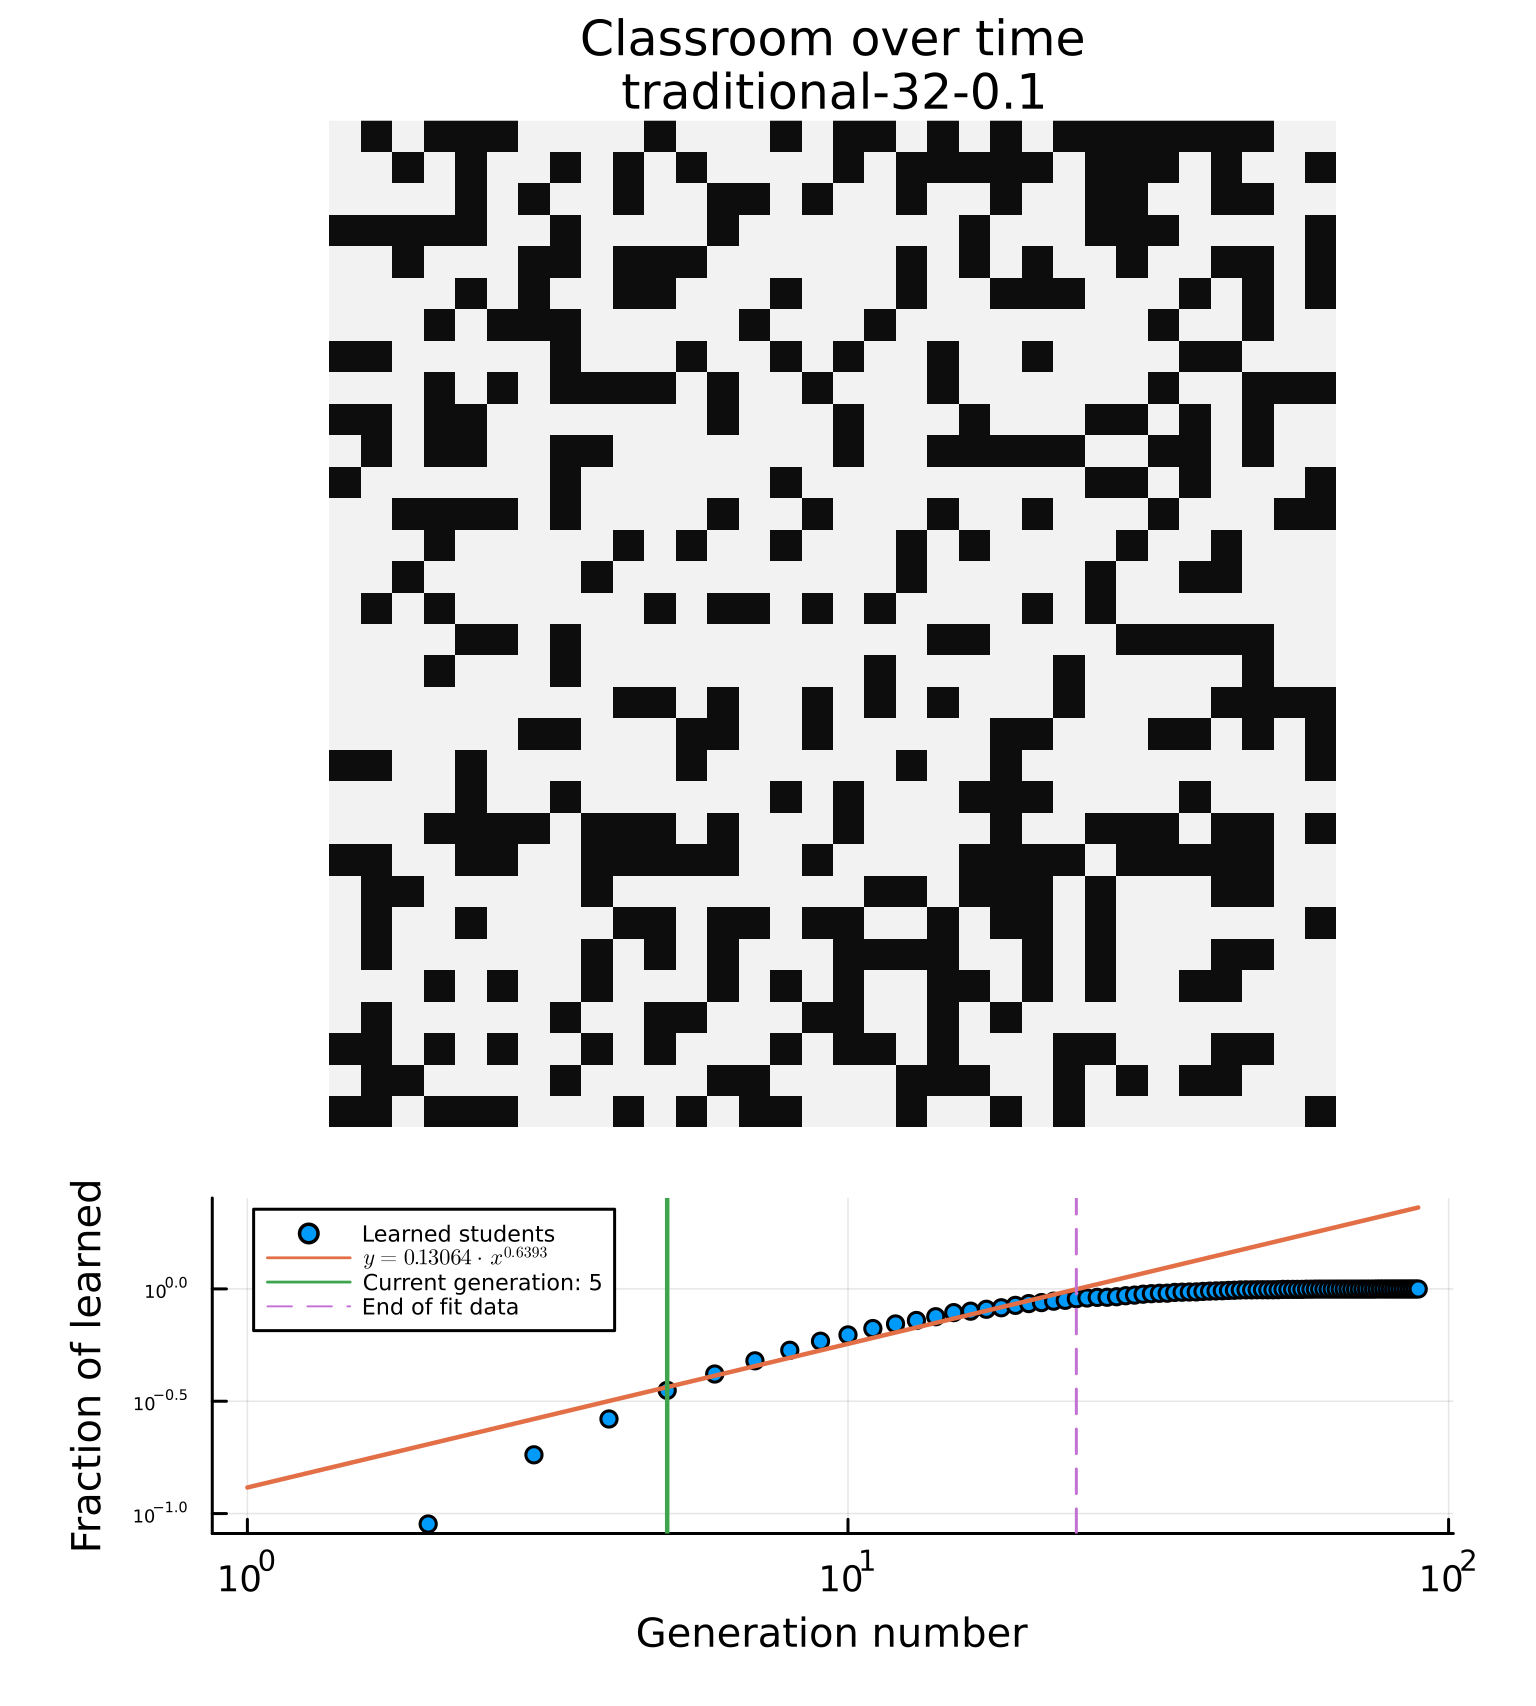 Classroom over time
traditional-32-0.1
Fraction of learned
Learned students
y = 0.13064 · x^0.6393
Current generation: 5
End of fit data
10^0.0
10^−0.5
10^−1.0
10^0 10^1 10^2
Generation number